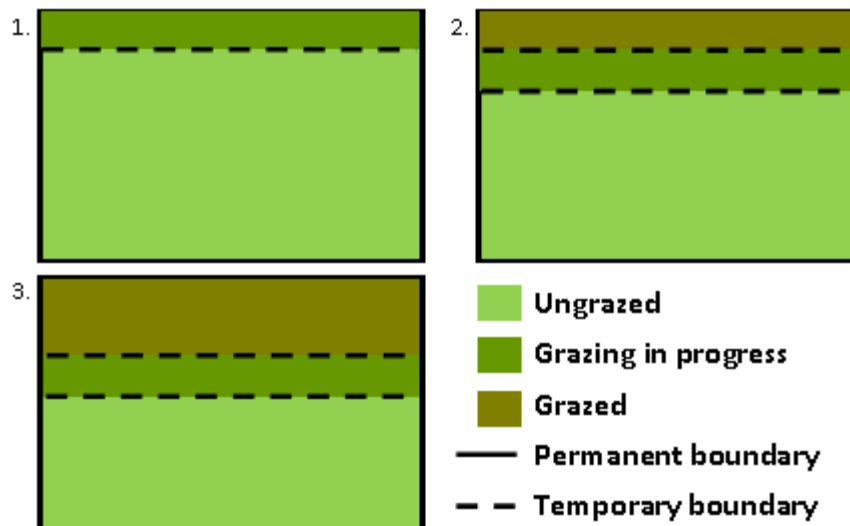 1.
2.
3.
Ungrazed
Grazing in progress
Grazed
Permanent boundary
Temporary boundary